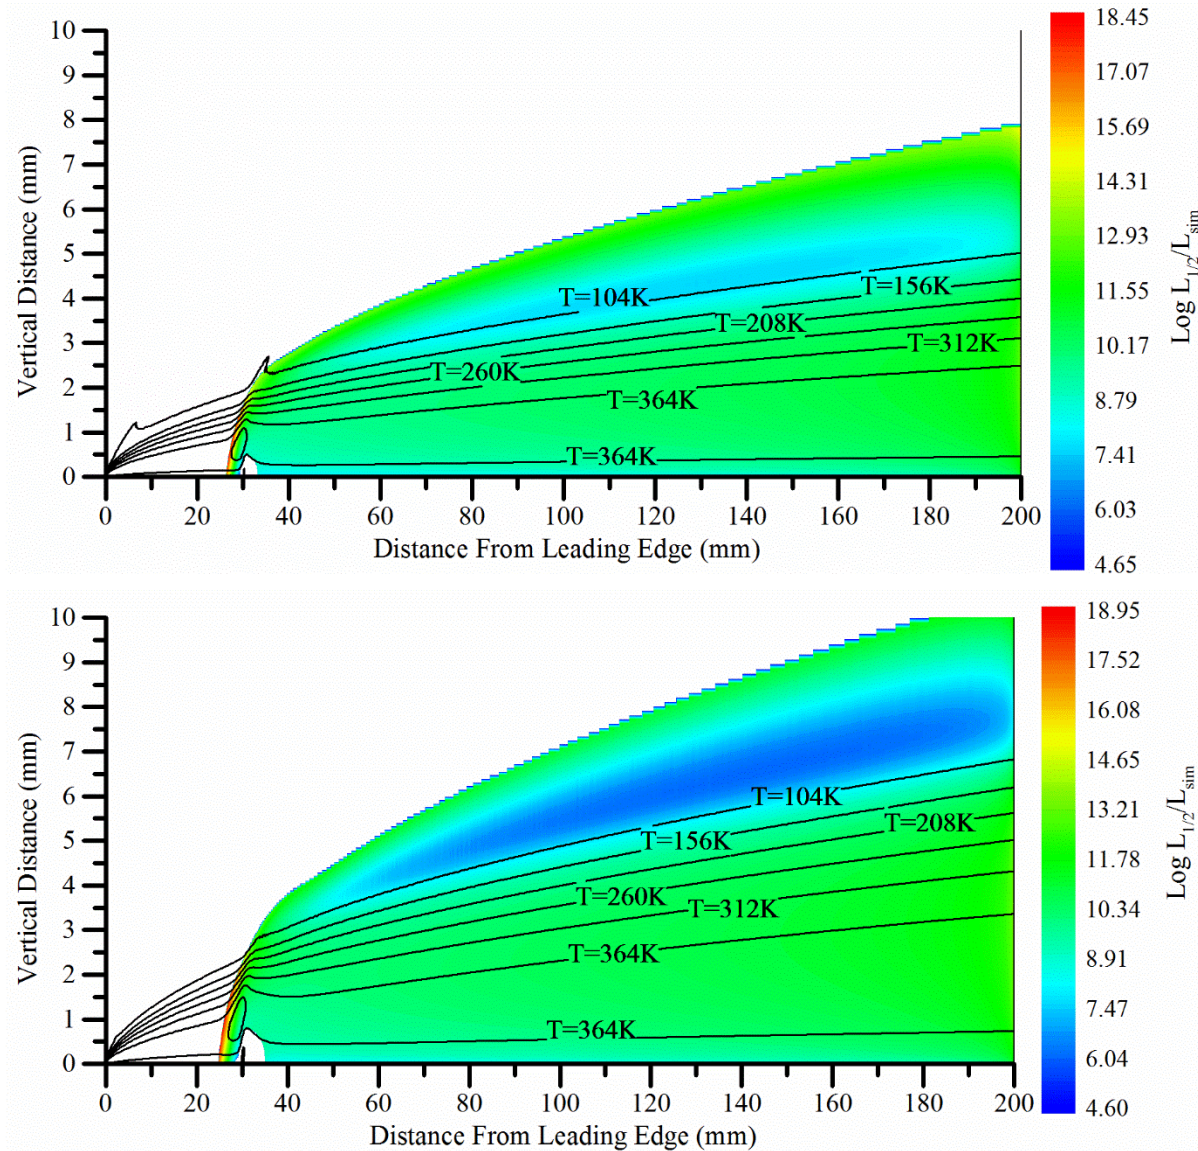 18.45
10
17.07
9
8
15.69
7
14.31
6
12.93
5
11.55
4
10.17
3
8.79
2
7.41
1
6.03
0
4.65
Vertical Distance (mm)
T=104K
T=156K
T=208K
T=312K
T=260K
T=364K
T=364K
0 20 40 60 80 100 120 140 160 180 200
Distance From Leading Edge (mm)
Log L1/2/Lsim
18.95
10
17.52
9
16.08
8
14.65
7
13.21
6
11.78
5
10.34
4
8.91
3
7.47
2
6.04
1
4.60
0
Vertical Distance (mm)
T=104K
T=208K
T=156K
T=260K
T=312K
T=364K
T=364K
0 20 40 60 80 100 120 140 160 180 200
Distance From Leading Edge (mm)
Log L1/2/Lsim